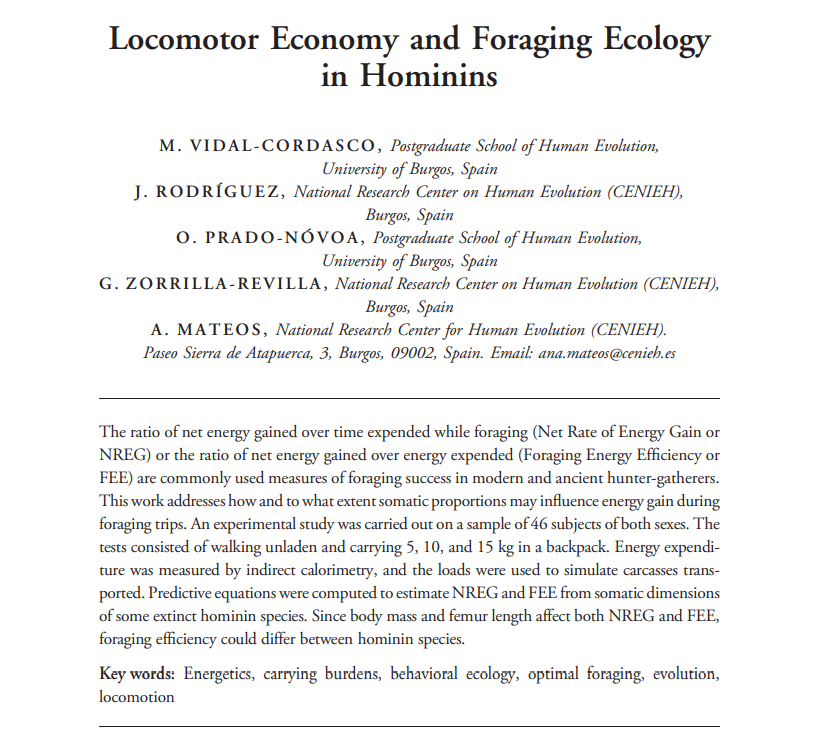 Locomotor Economy and Foraging Ecology
in Hominins
M. VIDAL-CORDASCO, Postgraduate School of Human Evolution,
University of Burgos, Spain
J. RODRÍGUEZ, National Research Center on Human Evolution (CENIEH),
Burgos, Spain
O. PRADO-NÓVOA, Postgraduate School of Human Evolution,
University of Burgos, Spain
G. ZORRILLA-REVILLA, National Research Center on Human Evolution (CENIEH),
Burgos, Spain
A. MATEOS, National Research Center for Human Evolution (CENIEH).
Paseo Sierra de Atapuerca, 3, Burgos, 09002, Spain. Email: ana.mateos@cenieh.es
The ratio of net energy gained over time expended while foraging (Net Rate of Energy Gain or
NREG) or the ratio of net energy gained over energy expended (Foraging Energy Efficiency or
FEE) are commonly used measures of foraging success in modern and ancient hunter-gatherers.
This work addresses how and to what extent somatic proportions may influence energy gain during
foraging trips. An experimental study was carried out on a sample of 46 subjects of both sexes. The
tests consisted of walking unladen and carrying 5, 10, and 15 kg in a backpack. Energy expendi-
ture was measured by indirect calorimetry, and the loads were used to simulate carcasses trans-
ported. Predictive equations were computed to estimate NREG and FEE from somatic dimensions
of some extinct hominin species. Since body mass and femur length affect both NREG and FEE,
foraging efficiency could differ between hominin species.
Key words: Energetics, carrying burdens, behavioral ecology, optimal foraging, evolution,
locomotion